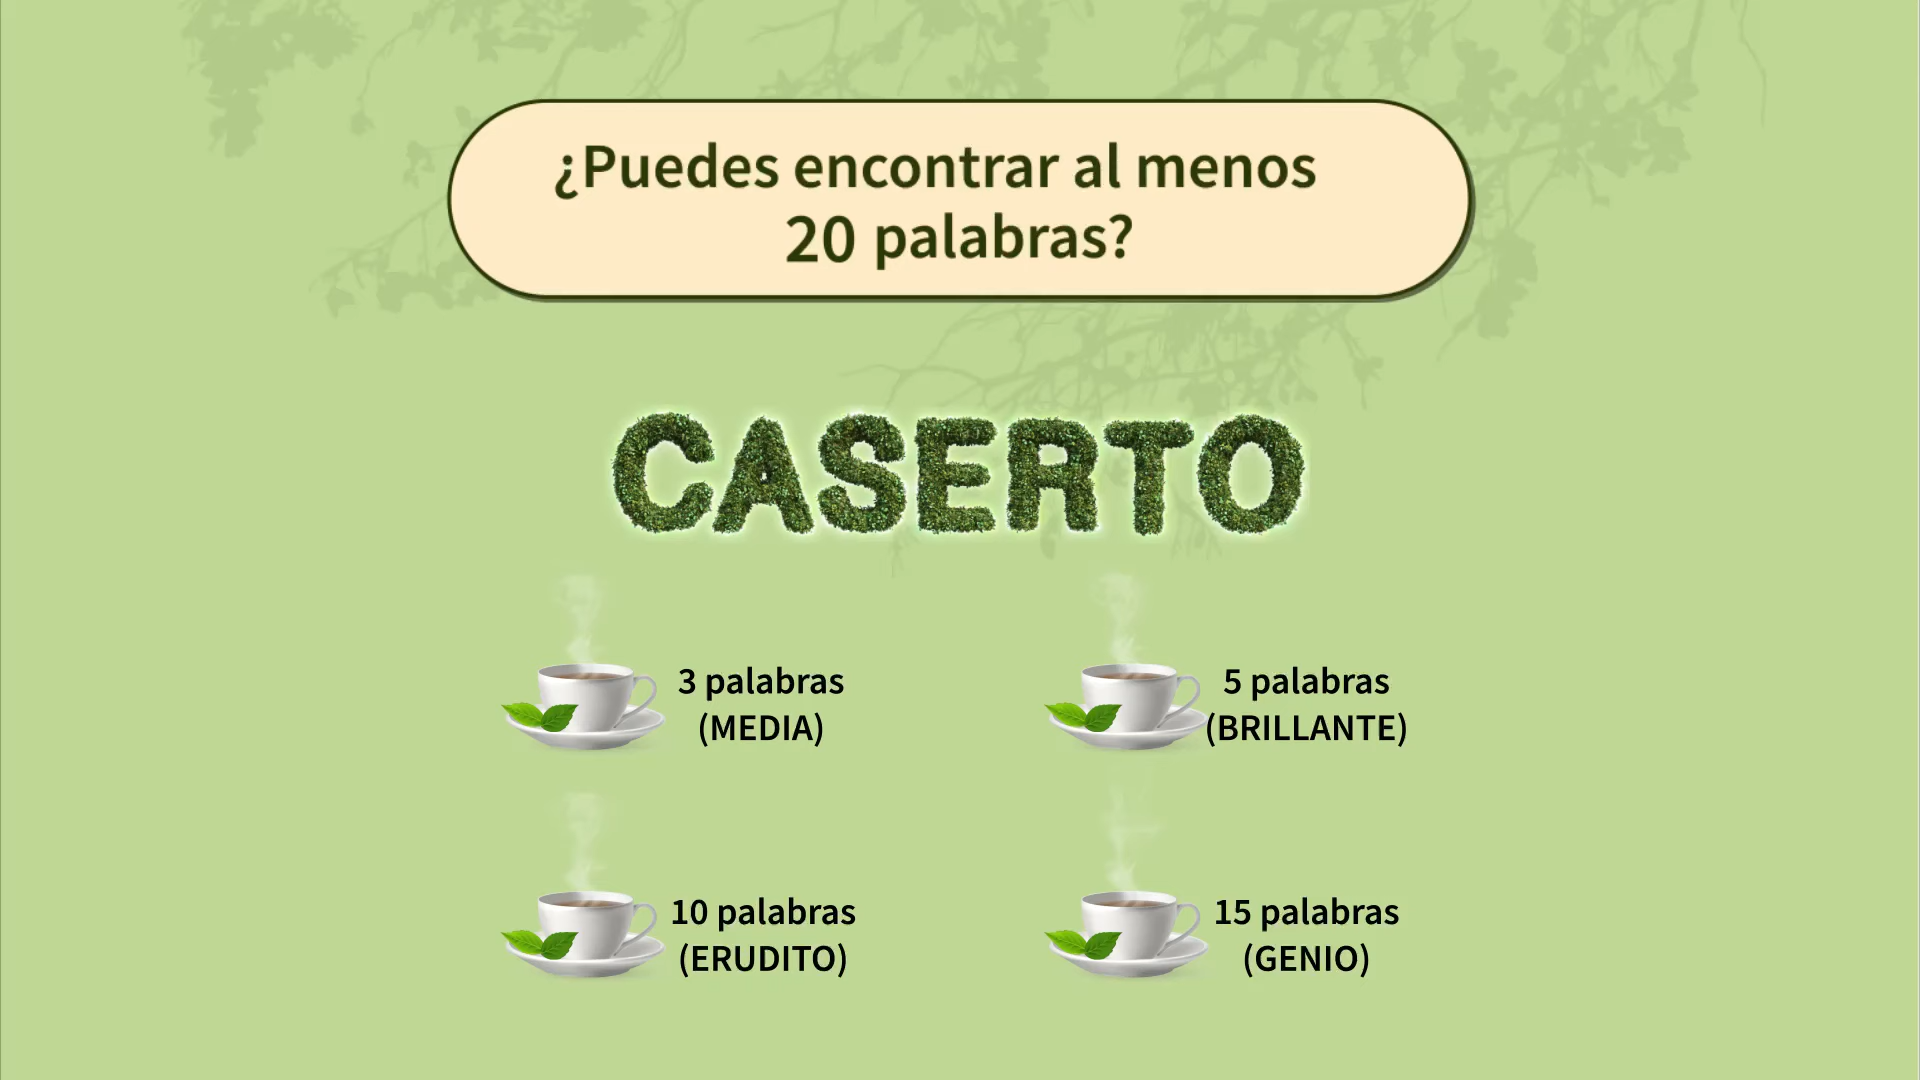 ¿Puedes encontrar al menos
20 palabras?
CASERTO
3 palabras
(MEDIA)
5 palabras
(BRILLANTE)
10 palabras
(ERUDITO)
15 palabras
(GENIO)